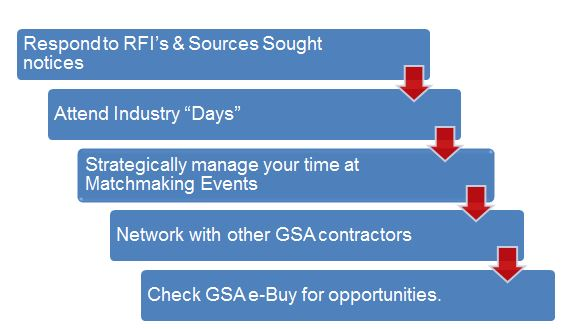 Respond to RFI's & Sources Sought
notices
Attend Industry “Days”
Strategically manage your time at
Matchmaking Events
Network with other GSA contractors
Check GSA e-Buy for opportunities.